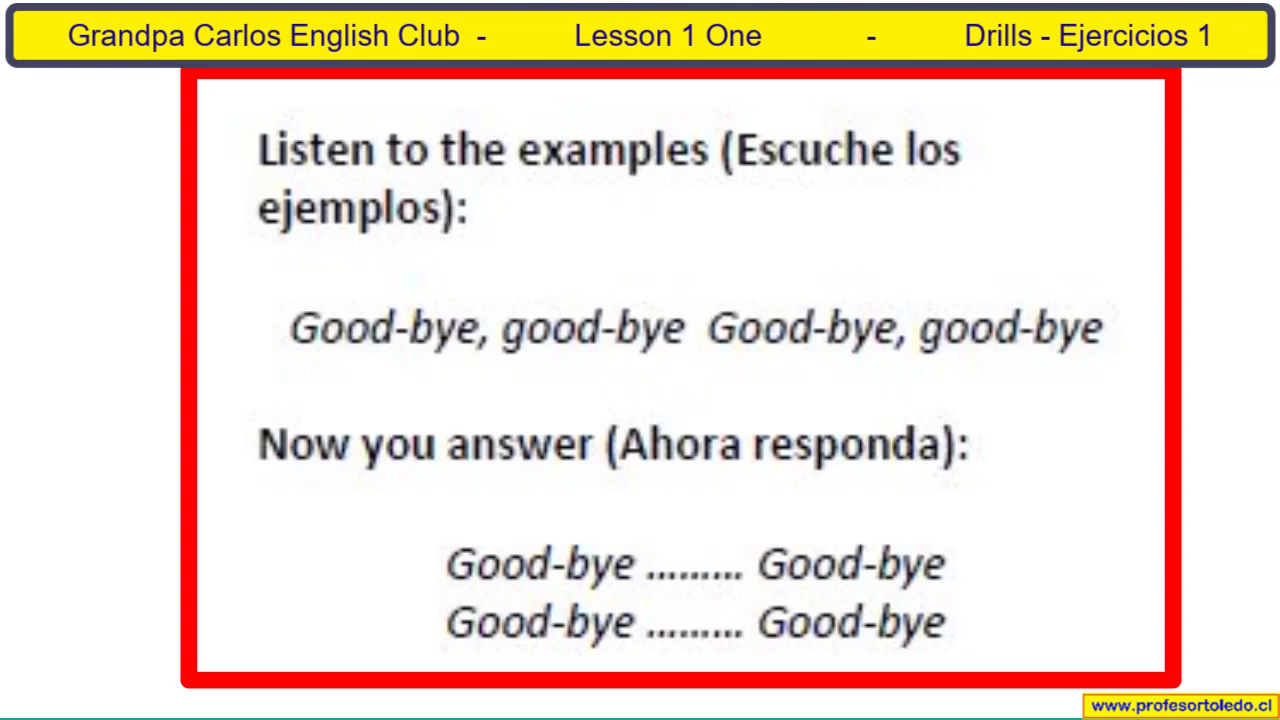 Grandpa Carlos English Club - Lesson 1 One - Drills - Ejercicios 1
Listen to the examples (Escuche los
ejemplos):
Good-bye, good-bye Good-bye, good-bye
Now you answer (Ahora responda):
Good-bye ......... Good-bye
Good-bye ......... Good-bye
www.profesortoledo.cl